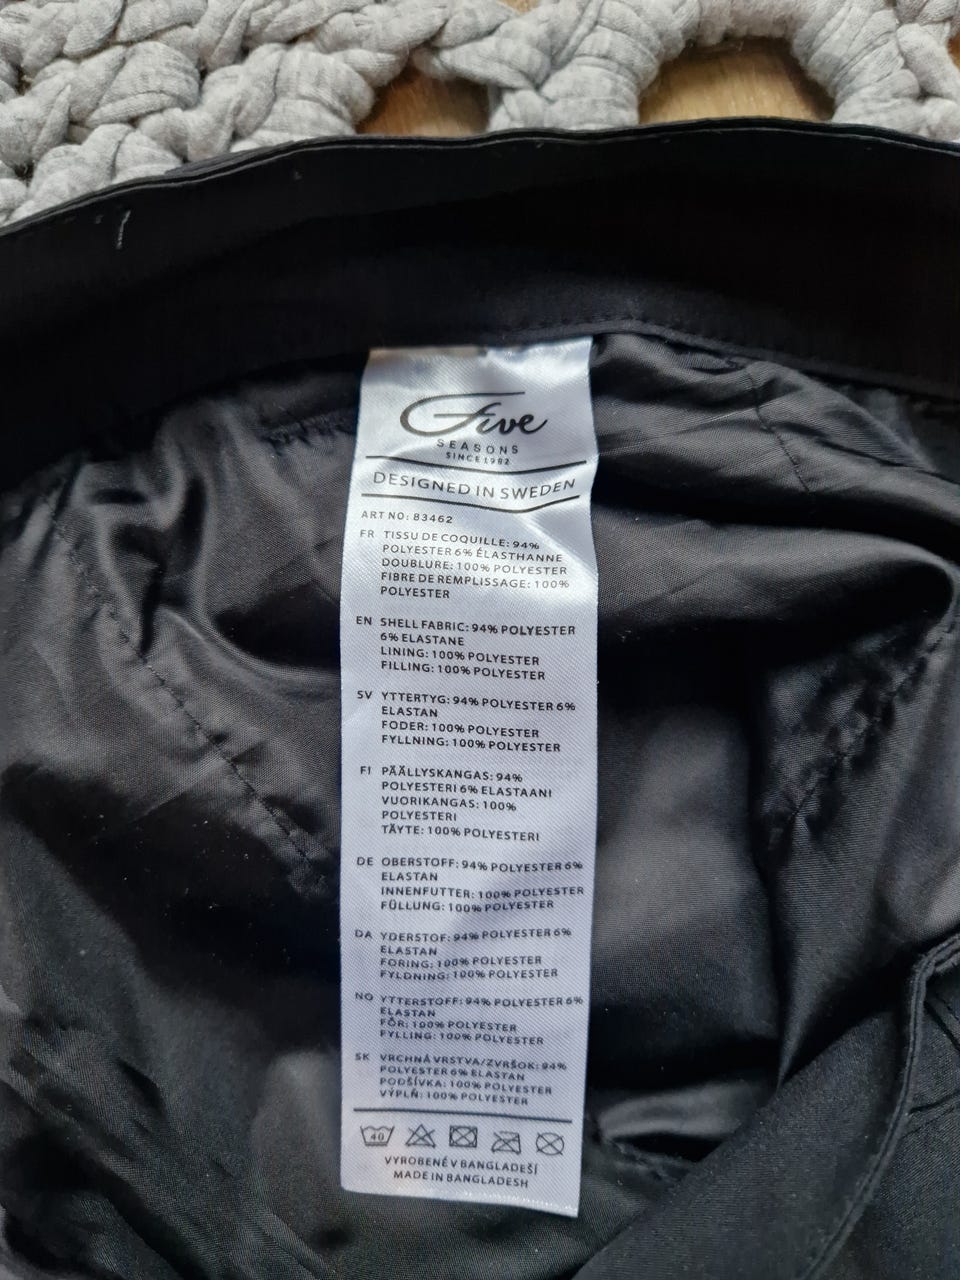 Five
SEASONS
SINCE 1982
DESIGNED IN SWEDEN
ART NO: 83462
FR TISSU DE COQUILLE: 94%
POLYESTER 6% ÉLASTHANNE
DOUBLURE: 100% POLYESTER
FIBRE DE REMPLISSAGE: 100%
POLYESTER
EN SHELL FABRIC: 94% POLYESTER
6% ELASTANE
LINING: 100% POLYESTER
FILLING: 100% POLYESTER
SV YTTERTYG: 94% POLYESTER 6%
ELASTAN
FODER: 100% POLYESTER
FYLLNING: 100% POLYESTER
FI PÄÄLLYSKANGAS: 94%
POLYESTERI 6% ELASTAANI
VUORIKANGAS: 100%
POLYESTERI
TÄYTE: 100% POLYESTERI
DE OBERSTOFF: 94% POLYESTER 6%
ELASTAN
INNENFUTTER: 100% POLYESTER
FÜLLUNG: 100% POLYESTER
DA YDERSTOF: 94% POLYESTER 6%
ELASTAN
FORING: 100% POLYESTER
FYLDNING: 100% POLYESTER
NO YTTERSTOFF: 94% POLYESTER 6%
ELASTAN
FÔR: 100% POLYESTER
FYLLING: 100% POLYESTER
SK VRCHNÁ VRSTVA/ZVRŠOK: 94%
POLYESTER 6% ELASTAN
PODŠÍVKA: 100% POLYESTER
VÝPLŇ: 100% POLYESTER
40
VYROBENÉ V BANGLADEŠÍ
MADE IN BANGLADESH